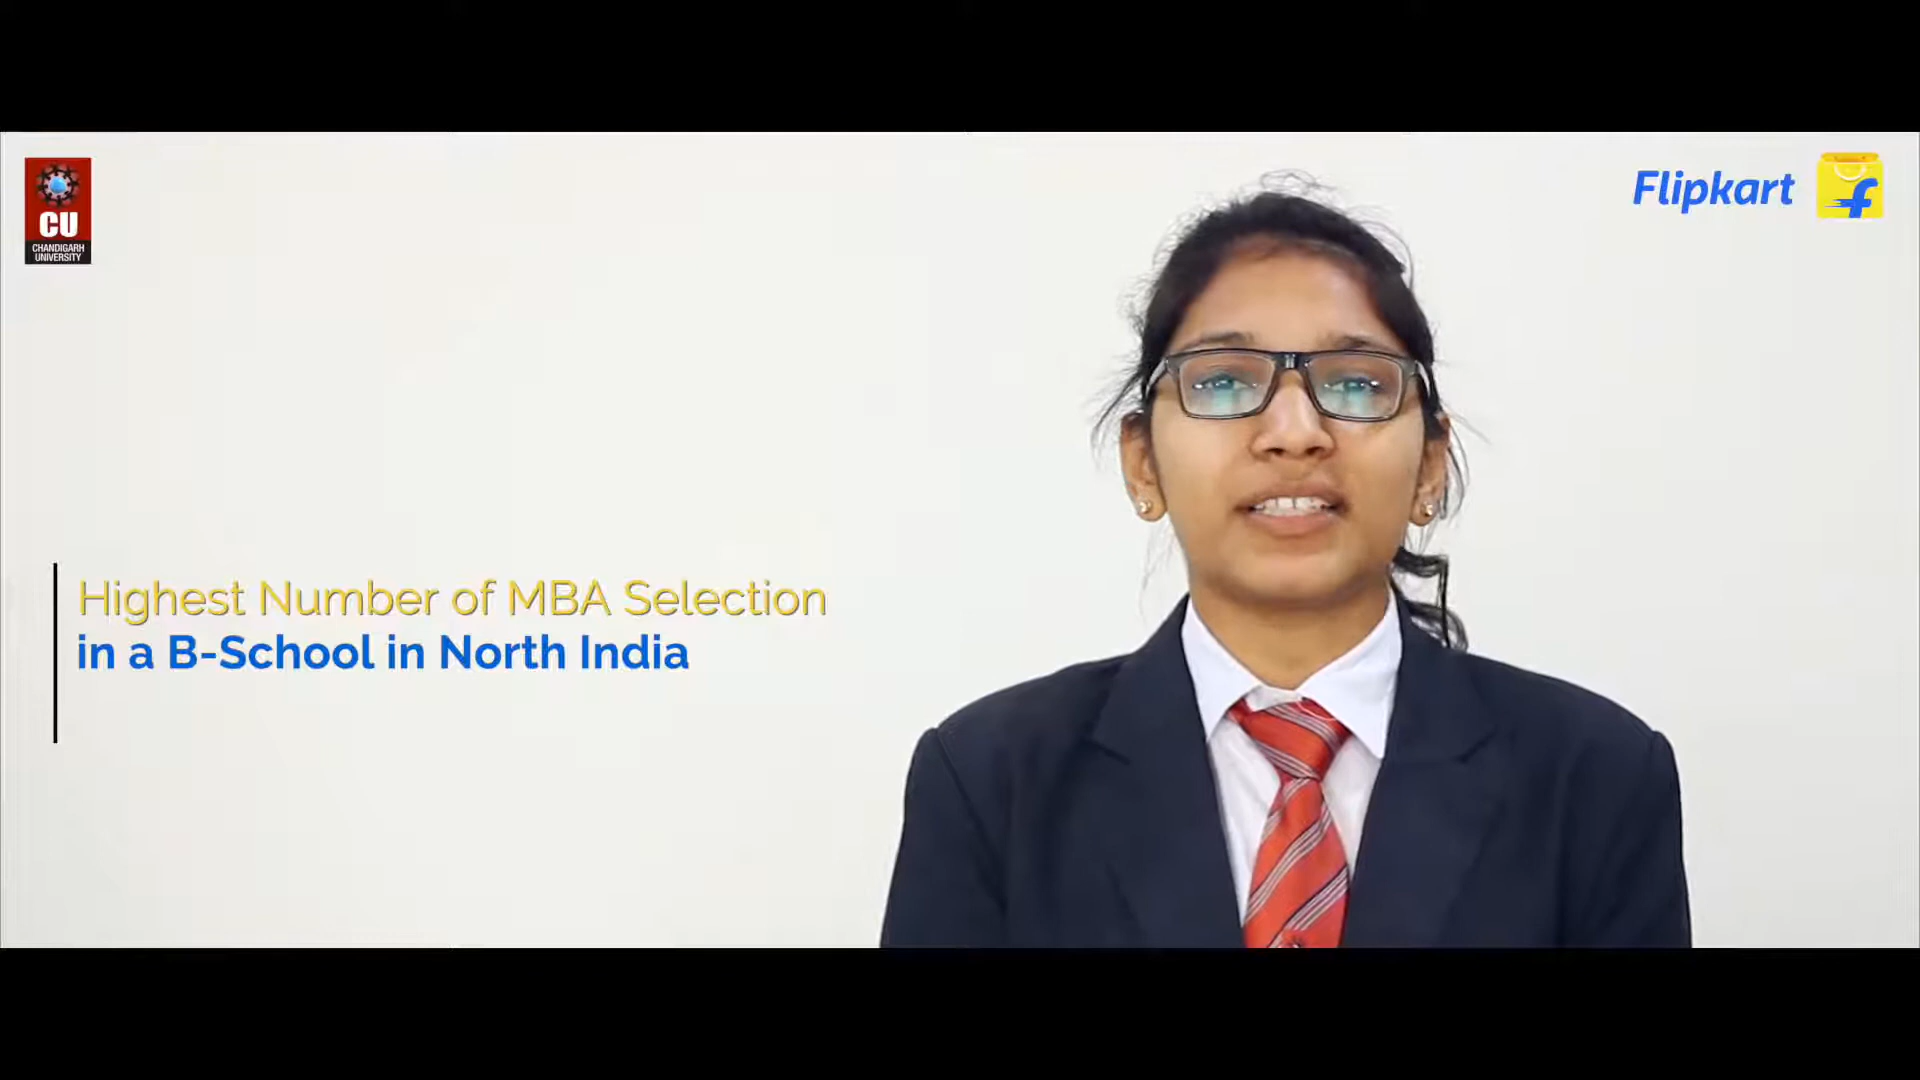 CU
CHANDIGARH
UNIVERSITY
Flipkart
Highest Number of MBA Selection
in a B-School in North India